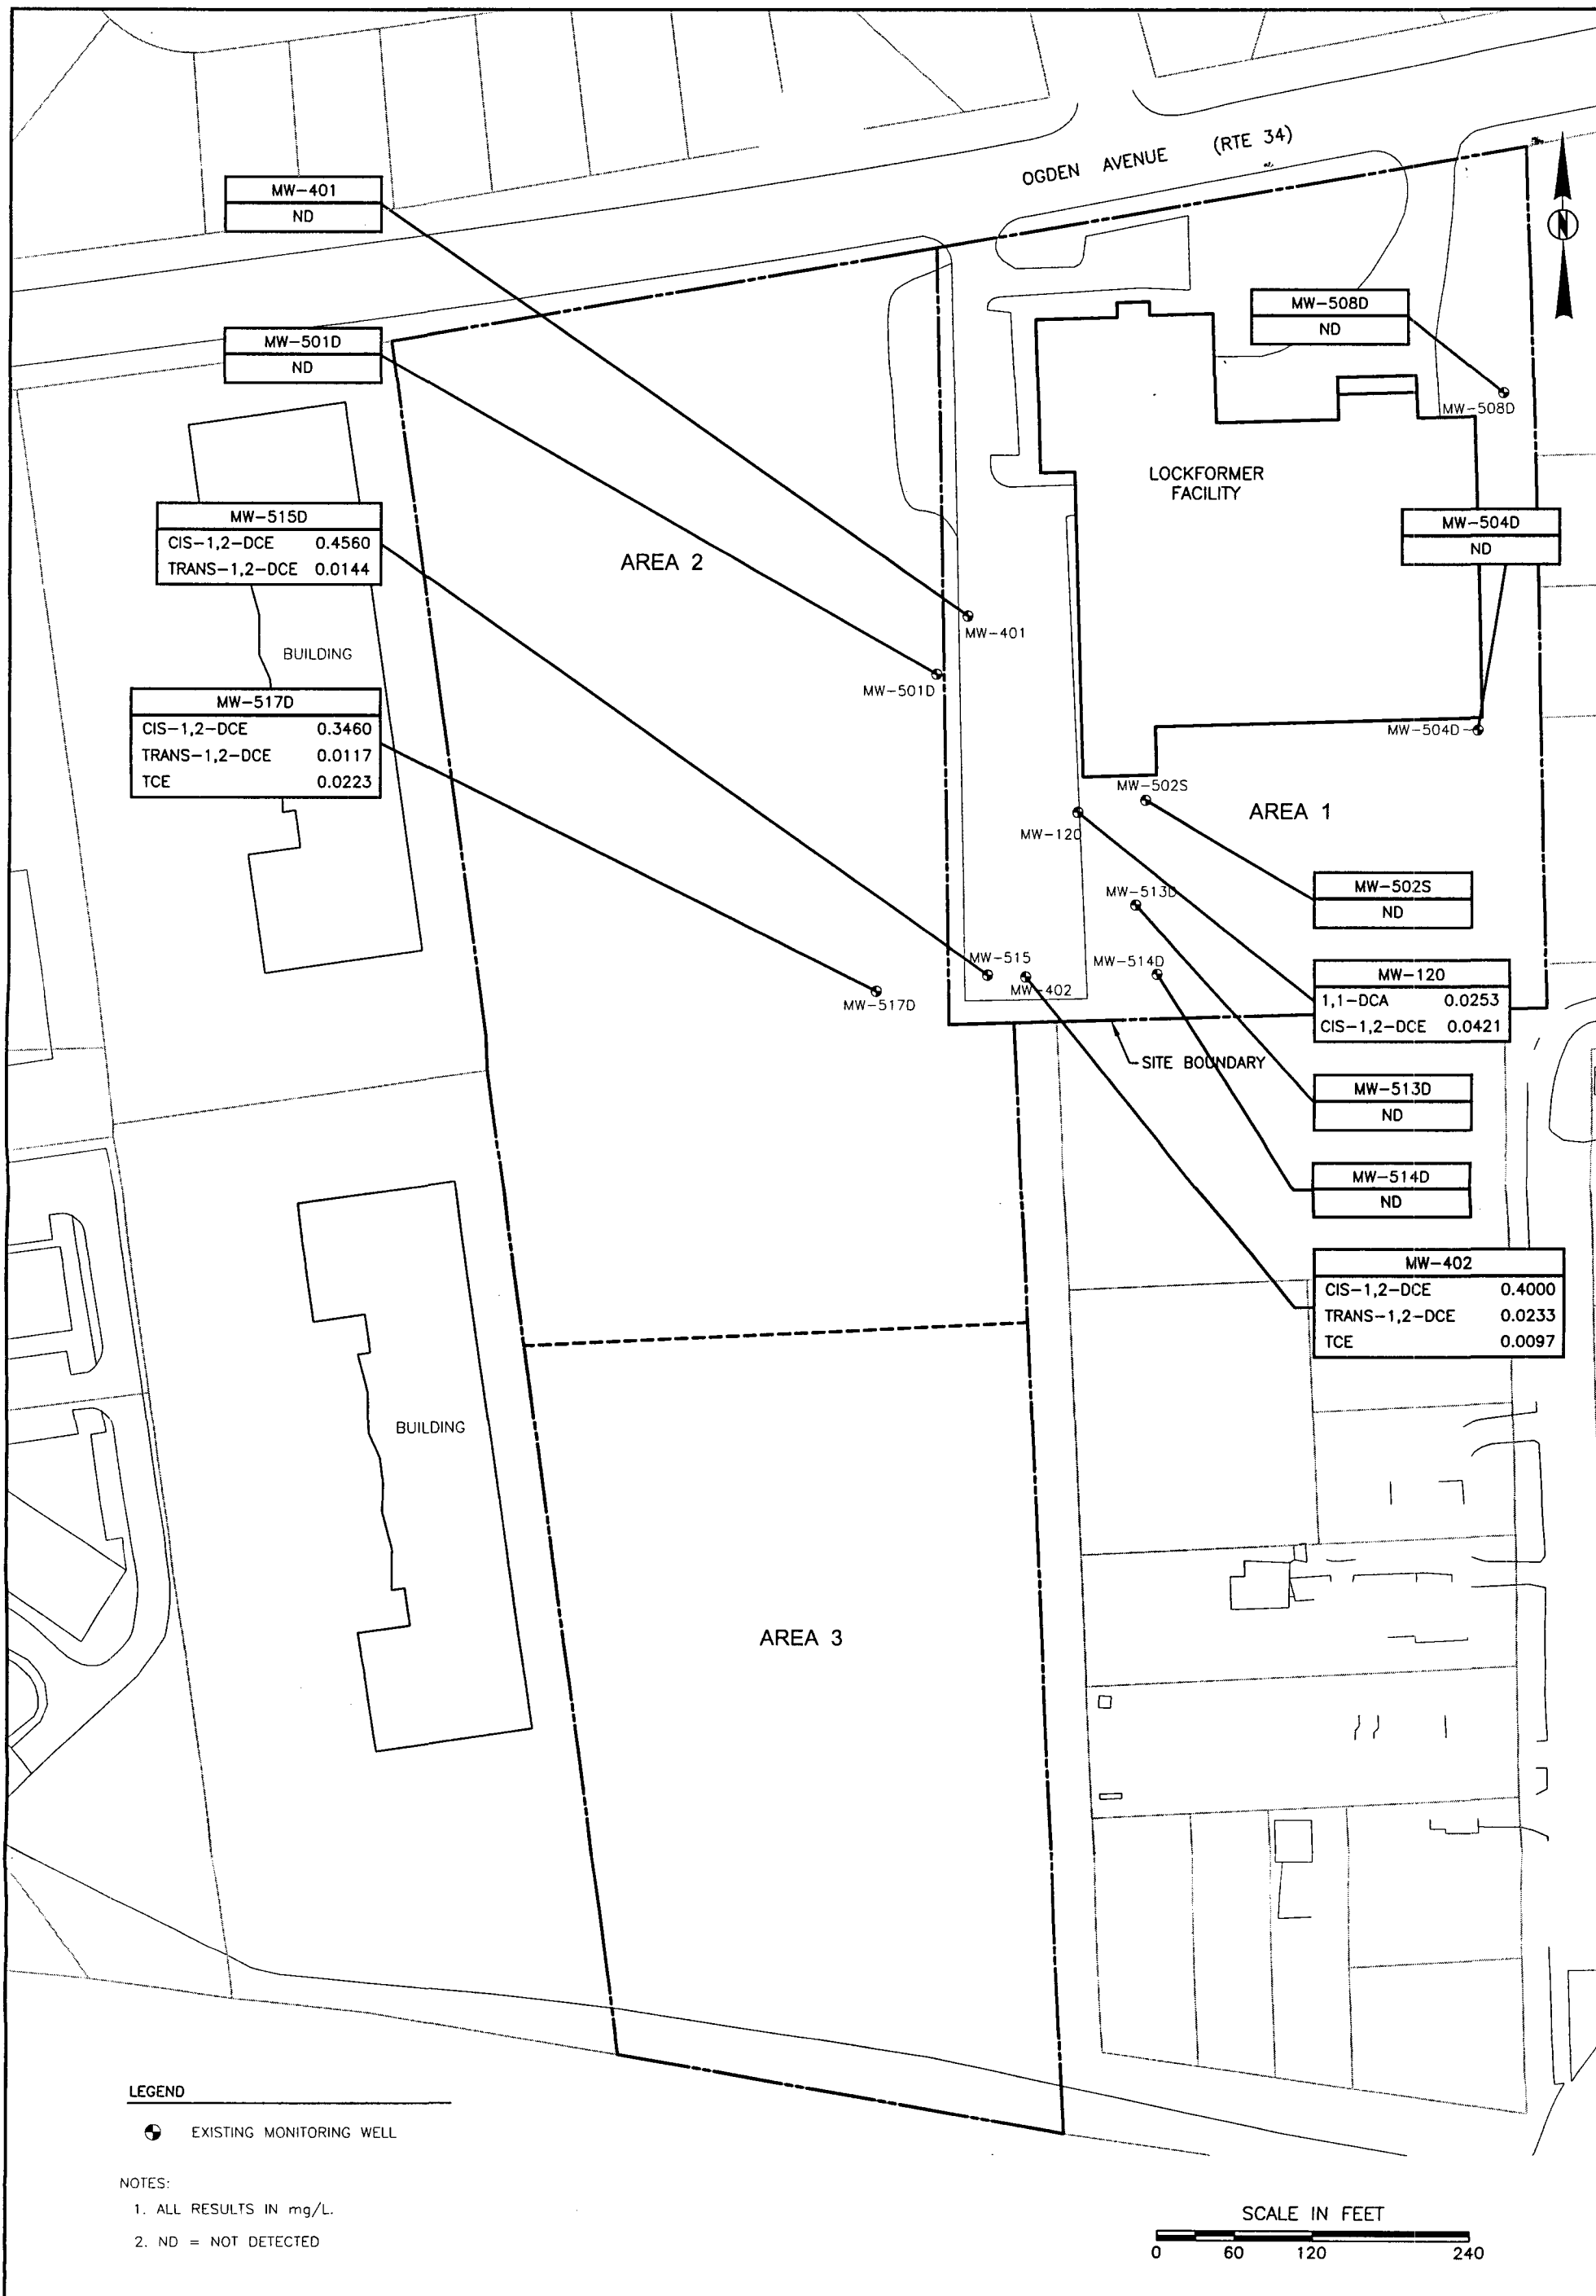 OGDEN AVENUE (RTE 34)
MW-401
ND
MW-501D
ND
MW-508D
ND
MW-508D
LOCKFORMER
FACILITY
MW-504D
ND
MW-515D
CIS-1,2-DCE 0.4560
TRANS-1,2-DCE 0.0144
AREA 2
MW-401
BUILDING
MW-501D
MW-517D
CIS-1,2-DCE 0.3460
TRANS-1,2-DCE 0.0117
TCE 0.0223
MW-504D
MW-502S
AREA 1
MW-120
MW-513D
MW-502S
ND
MW-515
MW-514D
MW-402
MW-517D
MW-120
1,1-DCA 0.0253
CIS-1,2-DCE 0.0421
SITE BOUNDARY
MW-513D
ND
MW-514D
ND
MW-402
CIS-1,2-DCE 0.4000
TRANS-1,2-DCE 0.0233
TCE 0.0097
BUILDING
AREA 3
LEGEND
EXISTING MONITORING WELL
NOTES:
1. ALL RESULTS IN mg/L.
2. ND = NOT DETECTED
SCALE IN FEET
0 60 120 240
N